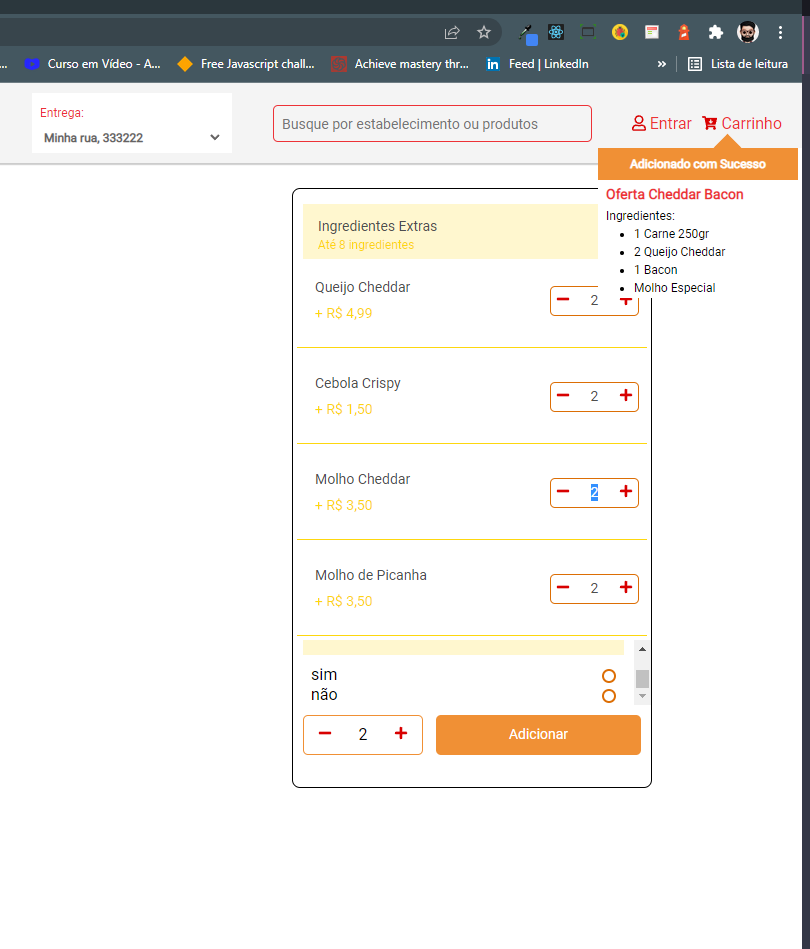 ... Curso em Vídeo - A... Free Javascript chall... Achieve mastery thr... in Feed | LinkedIn » Lista de leitura
Entrega:
Minha rua, 333222
Busque por estabelecimento ou produtos
Entrar
Carrinho
Adicionado com Sucesso
Oferta Cheddar Bacon
Ingredientes:
• 1 Carne 250gr
• 2 Queijo Cheddar
• 1 Bacon
• Molho Especial
Ingredientes Extras
Até 8 ingredientes
Queijo Cheddar
+ R$ 4,99
2
Cebola Crispy
+ R$ 1,50
2
Molho Cheddar
+ R$ 3,50
2
Molho de Picanha
+ R$ 3,50
2
sim
não
2
Adicionar